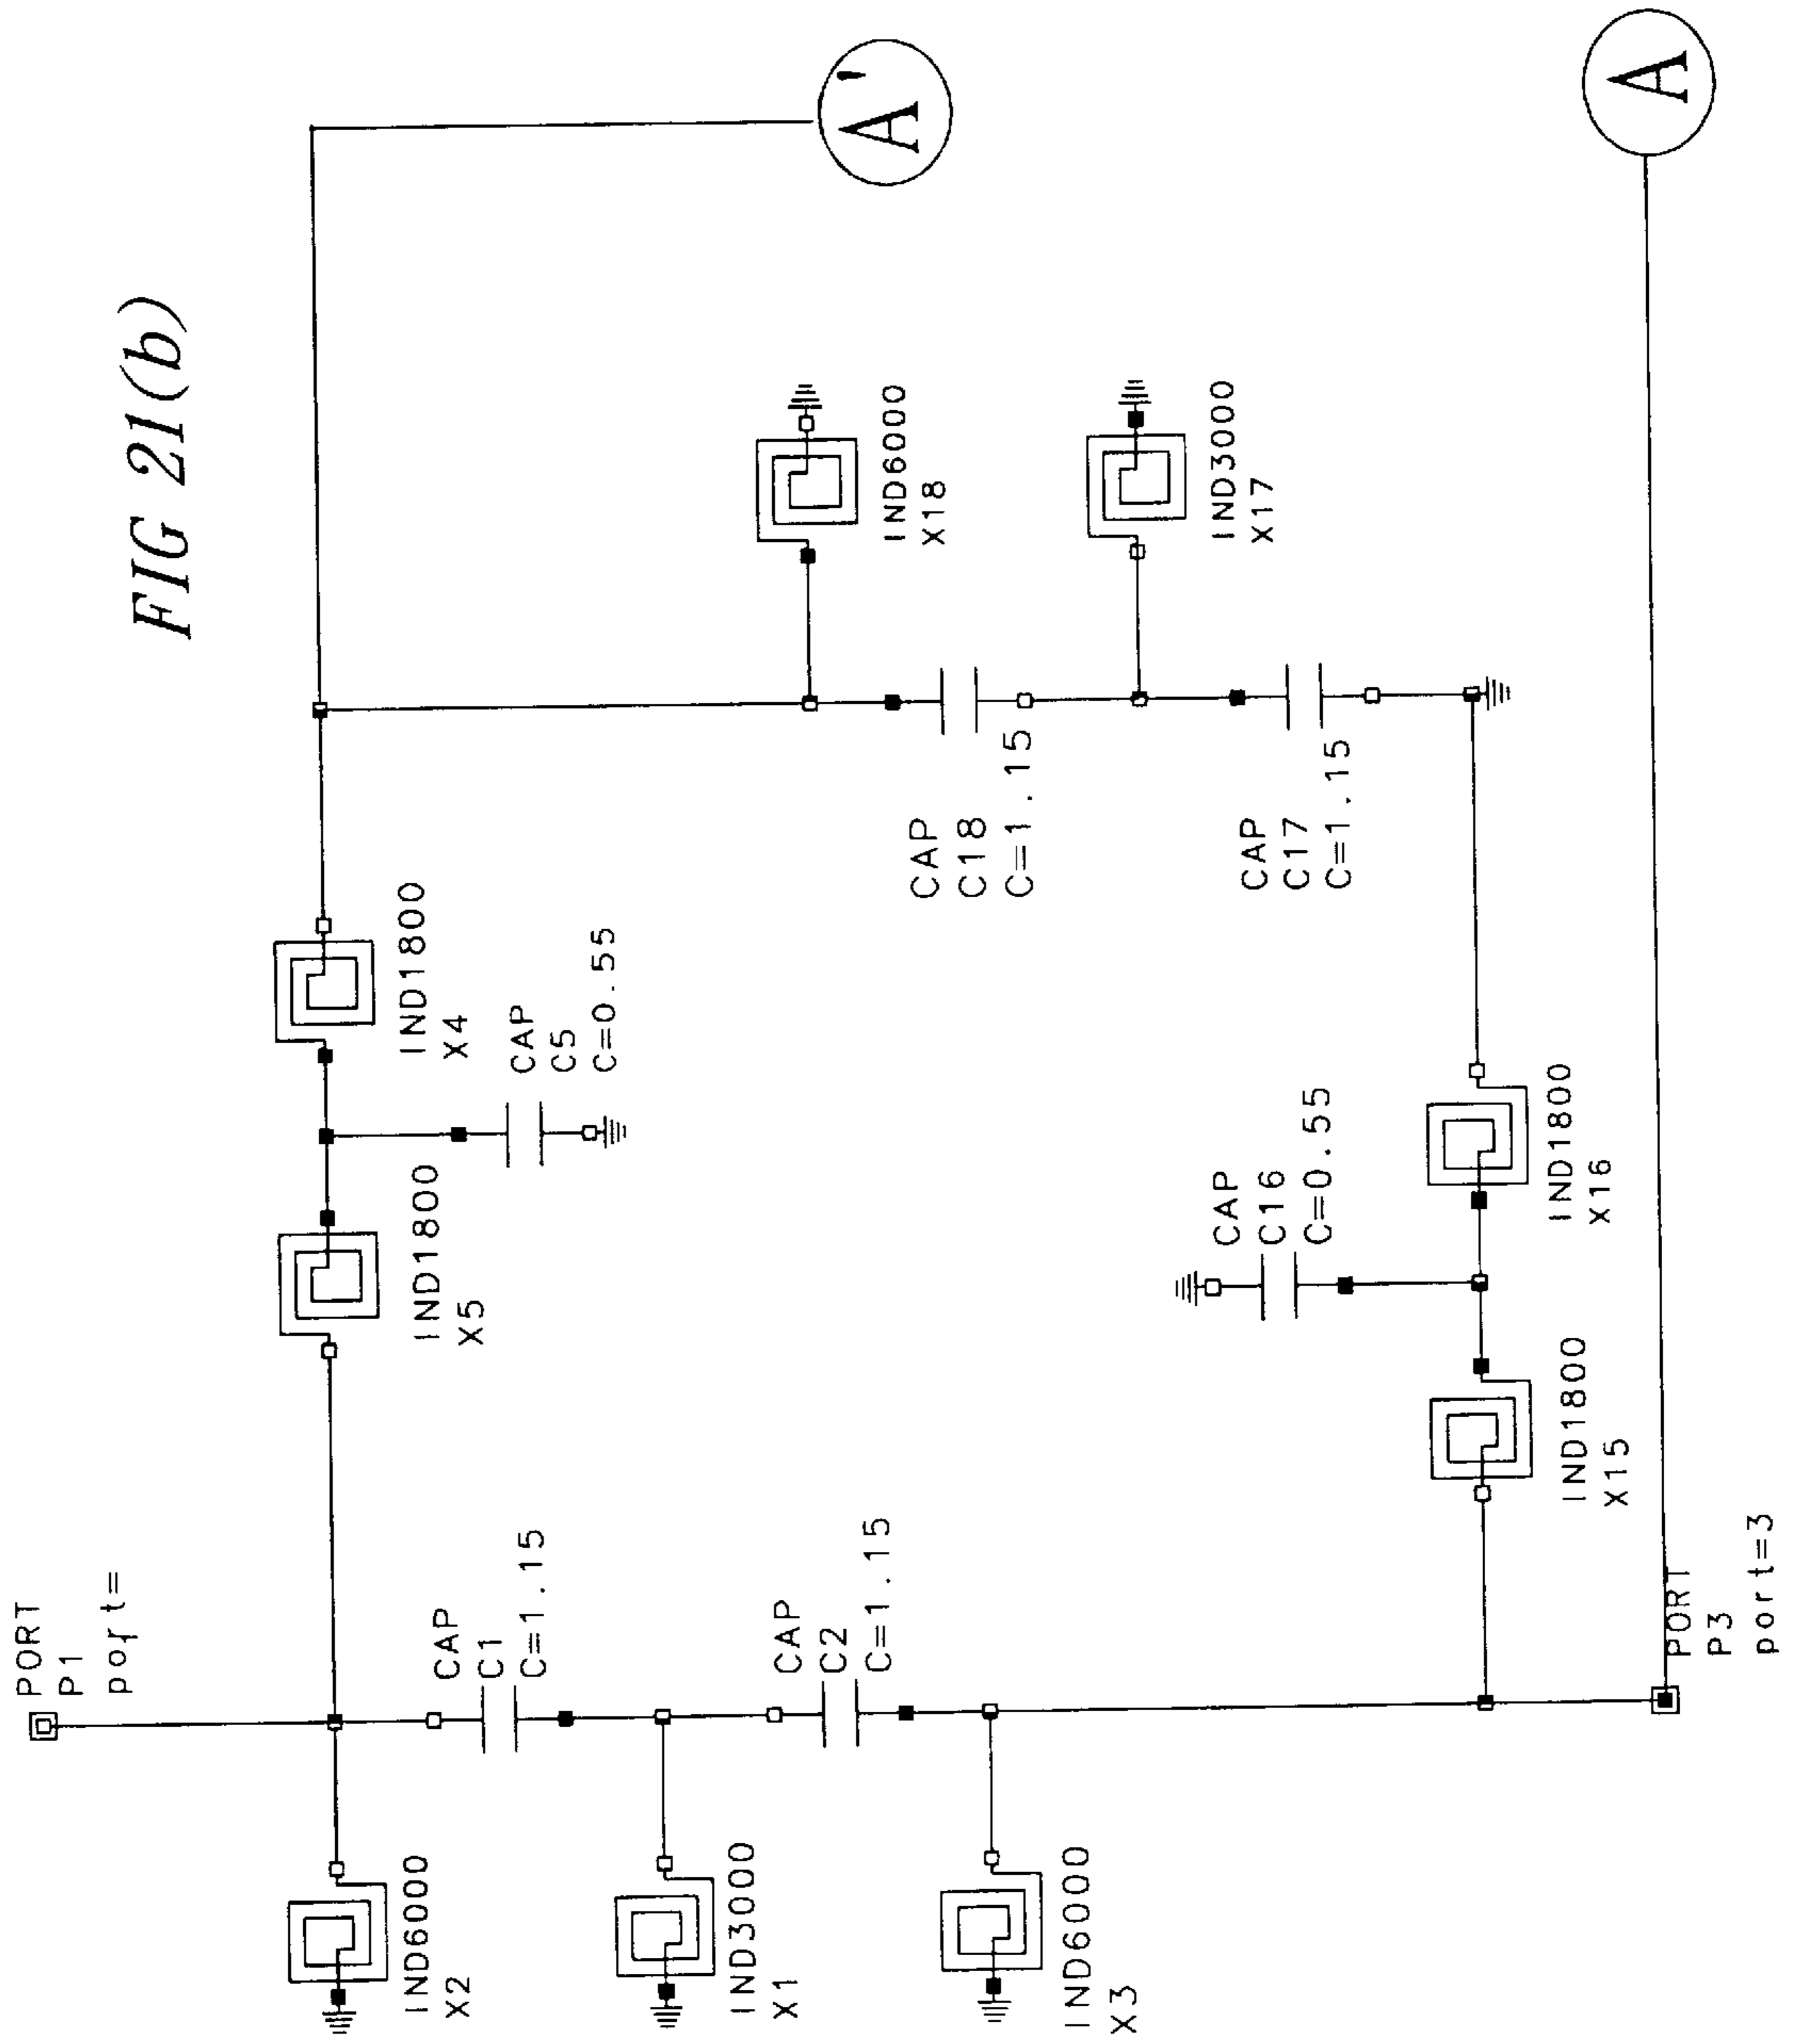 FIG 21(b)
A'
A
PORT
P1
port=
IND1800
X5
CAP
C5
C=0.55
IND1800
X4
IND6000
X18
IND3000
X17
CAP
C18
C=1.15
CAP
C17
C=1.15
CAP
C1
C=1.15
CAP
C2
C=1.15
IND6000
X2
IND3000
X1
IND6000
X3
CAP
C16
C=0.55
IND1800
X15
IND1800
X16
PORT
P3
port=3